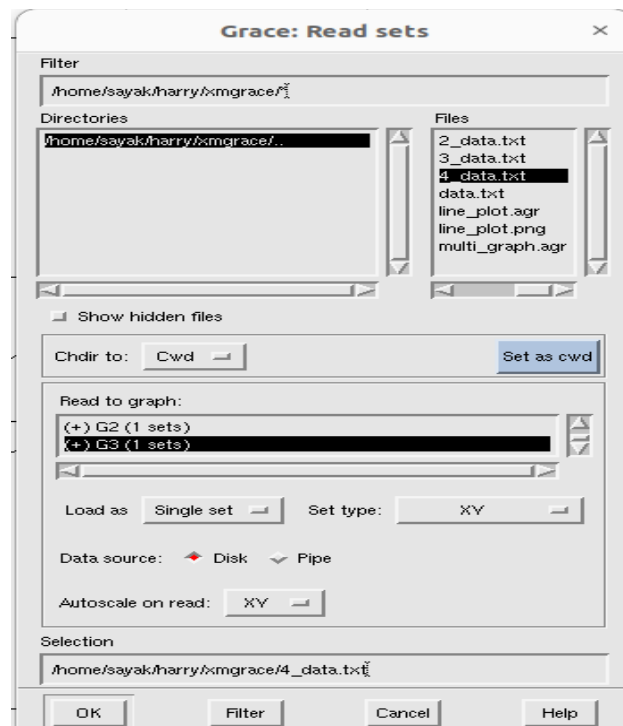 Grace: Read sets
Filter
/home/sayak/harry/xmgrace/*
Directories
/home/sayak/harry/xmgrace/..
Files
2_data.txt
3_data.txt
4_data.txt
data.txt
line_plot.agr
line_plot.png
multi_graph.agr
Show hidden files
Chdir to: Cwd
Set as cwd
Read to graph:
(+) G2 (1 sets)
(+) G3 (1 sets)
Load as Single set Set type: XY
Data source: Disk Pipe
Autoscale on read: XY
Selection
/home/sayak/harry/xmgrace/4_data.txt
OK Filter Cancel Help